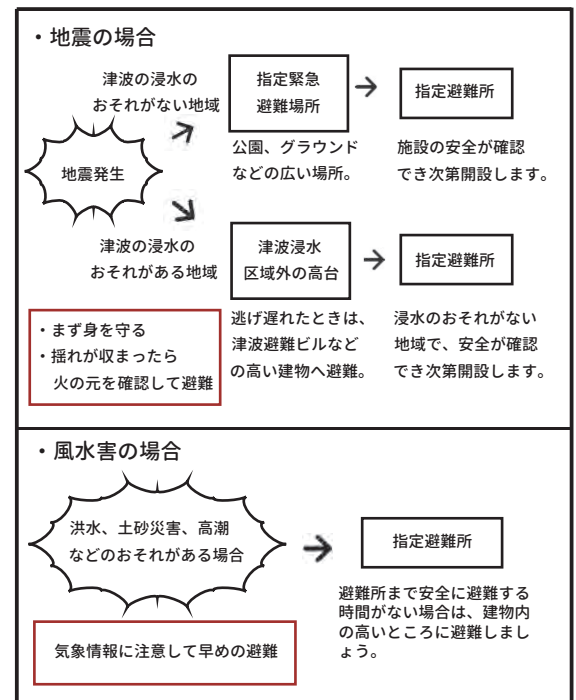 ・地震の場合
津波の浸水の
おそれがない地域
指定緊急
避難場所
指定避難所
公園、グラウンド
などの広い場所。
施設の安全が確認
でき次第開設します。
地震発生
津波の浸水の
おそれがある地域
津波浸水
区域外の高台
指定避難所
逃げ遅れたときは、
津波避難ビルなど
の高い建物へ避難。
浸水のおそれがない
地域で、安全が確認
でき次第開設します。
・まず身を守る
・揺れが収まったら
火の元を確認して避難
・風水害の場合
洪水、土砂災害、高潮
などのおそれがある場合
指定避難所
避難所まで安全に避難する
時間がない場合は、建物内
の高いところに避難しまし
ょう。
気象情報に注意して早めの避難